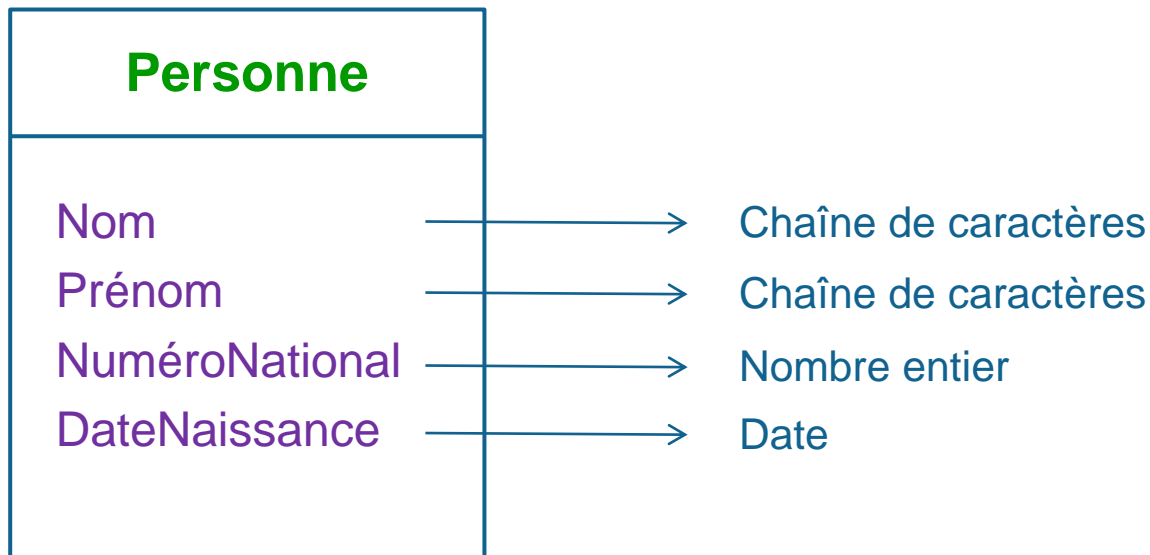 Personne
Nom Chaîne de caractères
Prénom Chaîne de caractères
NuméroNational Nombre entier
DateNaissance Date